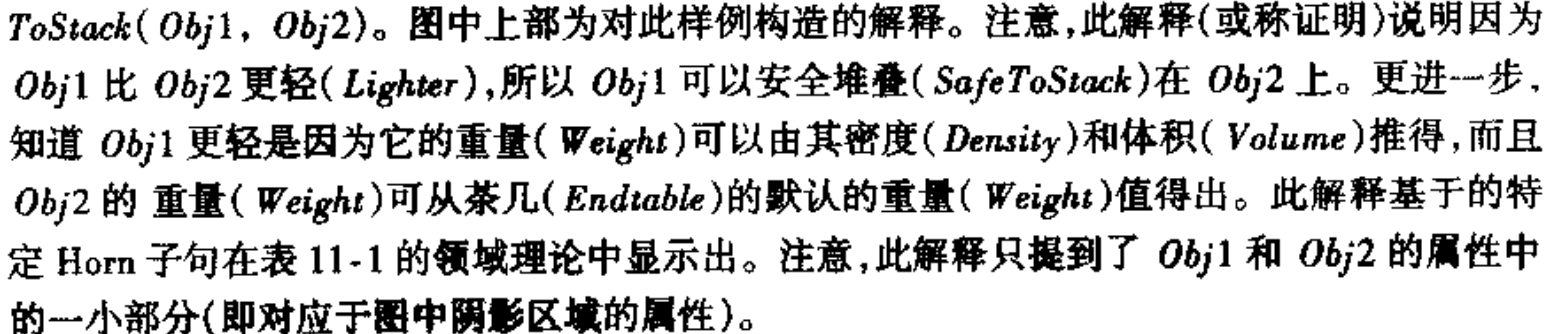 ToStack( Obj1, Obj2)。图中上部为对此样例构造的解释。注意,此解释(或称证明)说明因为
Obj1 比 Obj2 更轻( Lighter ),所以 Obj1 可以安全堆叠( SafeToStack)在 Obj2 上。更进一步,
知道 Obj1 更轻是因为它的重量( Weight )可以由其密度( Density )和体积( Volume )推得,而且
Obj2 的 重量( Weight )可从茶几( Endtable )的默认的重量( Weight )值得出。此解释基于的特
定 Horn 子句在表 11-1 的领域理论中显示出。注意,此解释只提到了 Obj1 和 Obj2 的属性中
的一小部分(即对应于图中阴影区域的属性)。